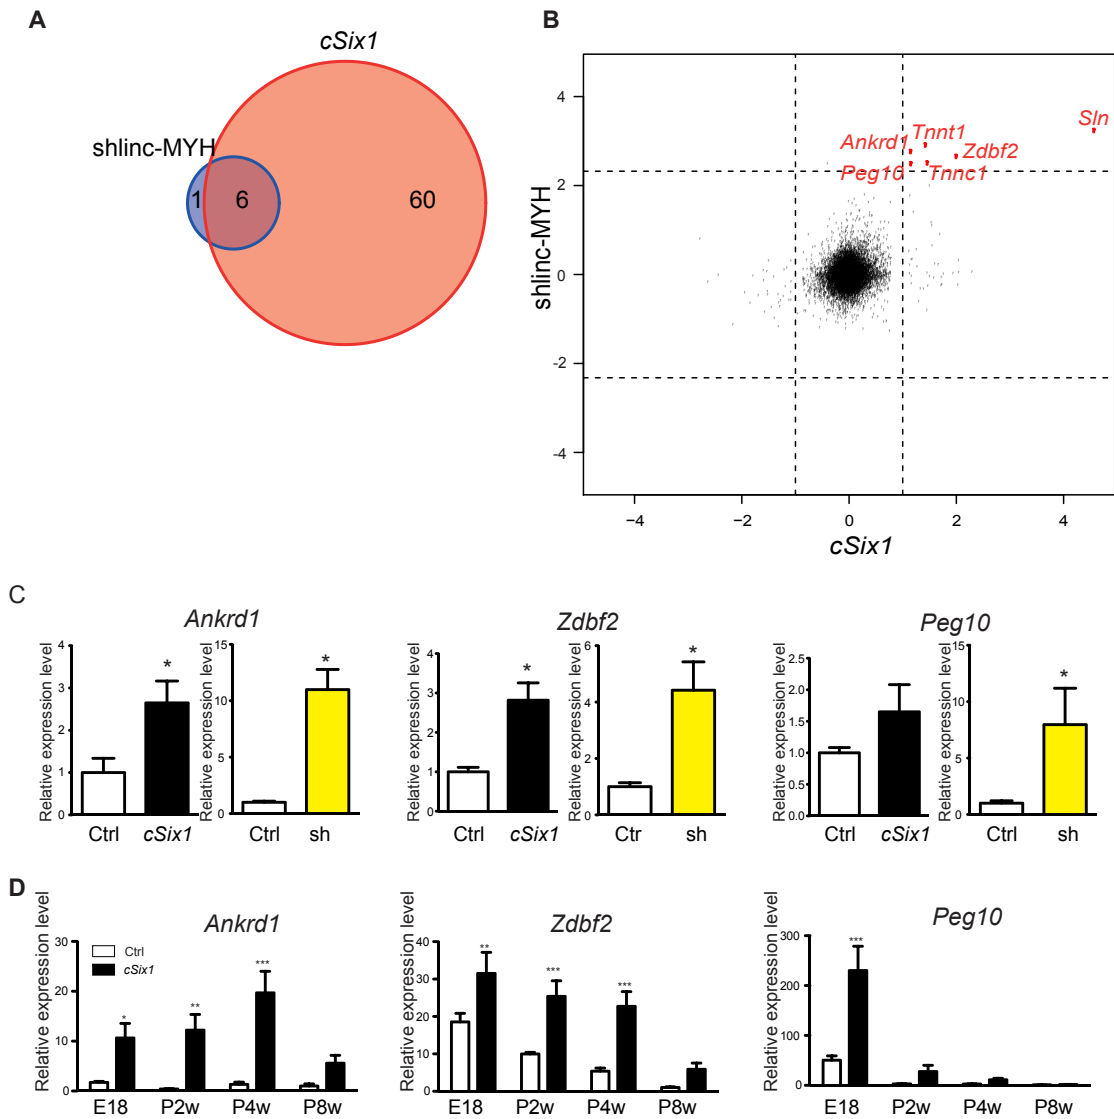 A
cSix1
shlinc-MYH
1
6
60
B
shlinc-MYH
4
2
0
-2
-4
Sln
Ankrd1
Tnnt1
Zdbf2
Peg10
Tnnc1
−4
−2
0
2
4
cSix1
C
Ankrd1
Relative expression level
4
3
2
1
0
Ctrl
cSix1
Relative expression level
15
10
5
0
Ctrl
sh
*
*
Zdbf2
Relative expression level
4
3
2
1
0
Ctrl
cSix1
Relative expression level
6
4
2
0
Ctr
sh
*
*
Peg10
Relative expression level
2.5
2.0
1.5
1.0
0.5
0.0
Ctrl
cSix1
Relative expression level
15
10
5
0
Ctrl
sh
*
D
Ankrd1
Relative expression level
30
20
10
0
Ctrl
cSix1
*
**
***
E18 P2w P4w P8w
Zdbf2
Relative expression level
40
30
20
10
0
**
***
***
E18 P2w P4w P8w
Peg10
Relative expression level
300
200
100
0
***
E18 P2w P4w P8w